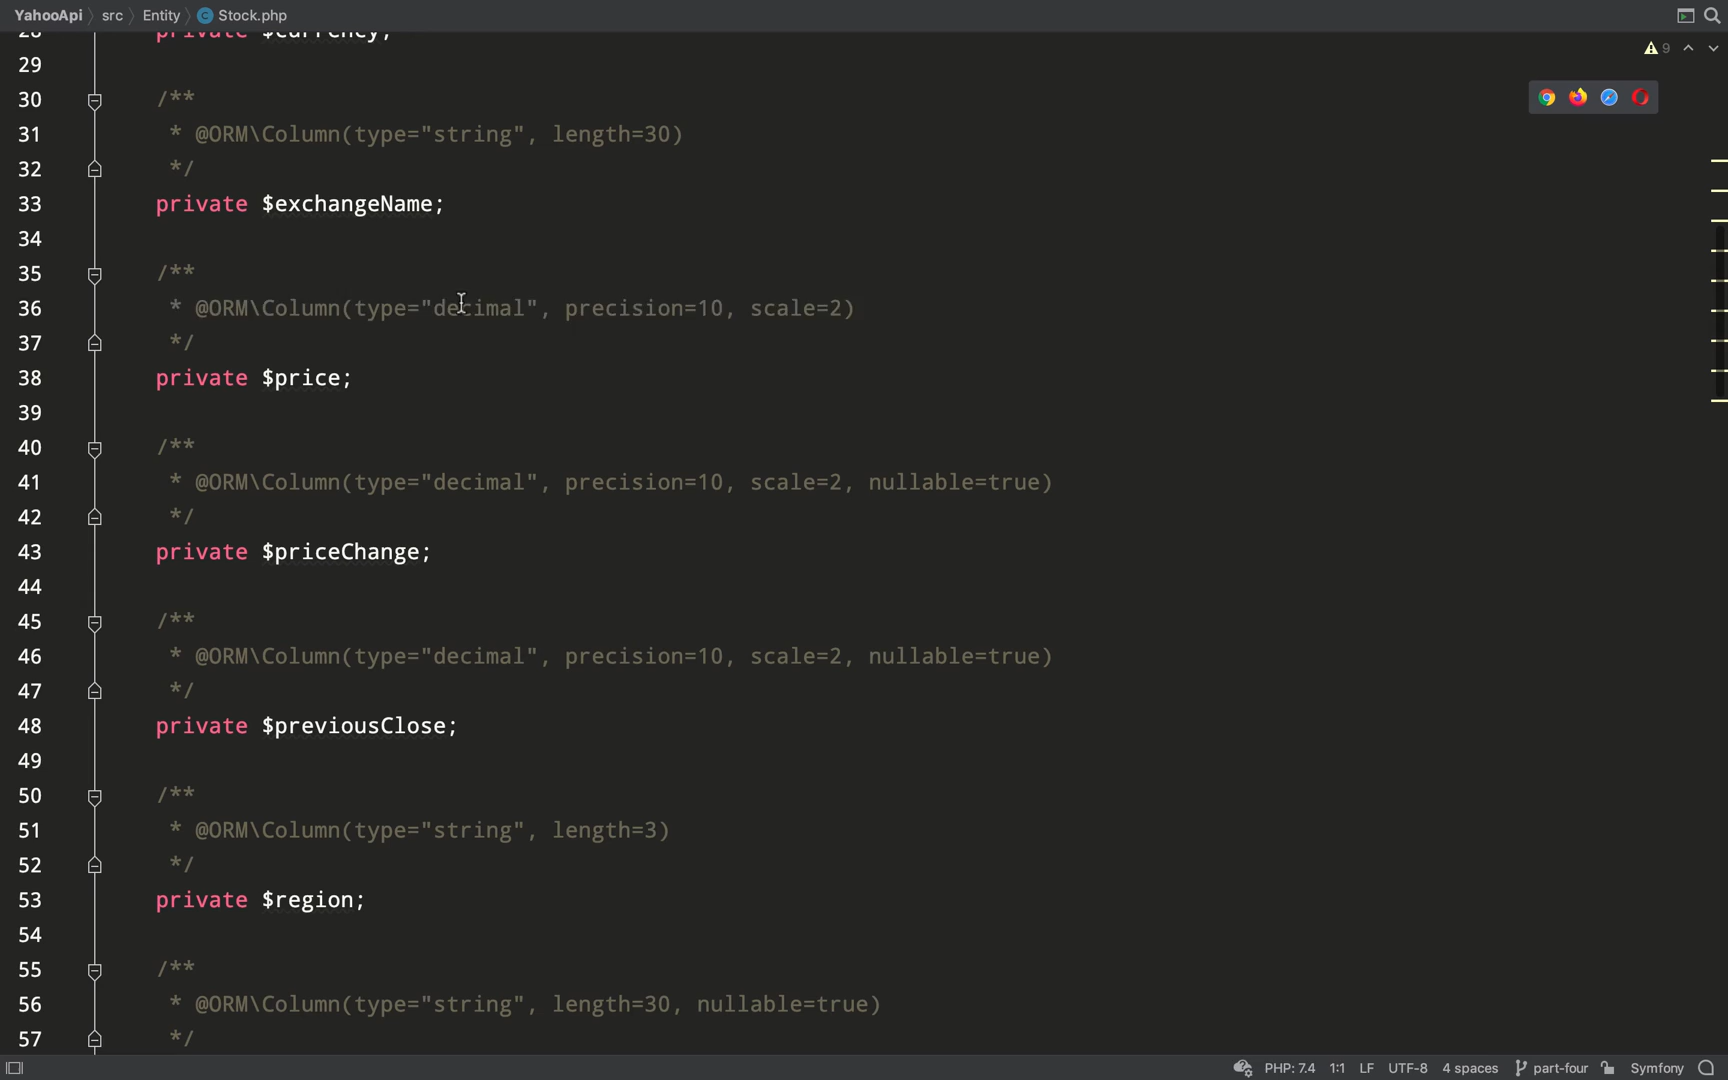 YahooApi src Entity Stock.php
28 private $currency;
9
29
30 /**
31 * @ORM\Column(type="string", length=30)
32 */
33 private $exchangeName;
34
35 /**
36 * @ORM\Column(type="decimal", precision=10, scale=2)
37 */
38 private $price;
39
40 /**
41 * @ORM\Column(type="decimal", precision=10, scale=2, nullable=true)
42 */
43 private $priceChange;
44
45 /**
46 * @ORM\Column(type="decimal", precision=10, scale=2, nullable=true)
47 */
48 private $previousClose;
49
50 /**
51 * @ORM\Column(type="string", length=3)
52 */
53 private $region;
54
55 /**
56 * @ORM\Column(type="string", length=30, nullable=true)
57 */
PHP: 7.4 1:1 LF UTF-8 4 spaces part-four Symfony